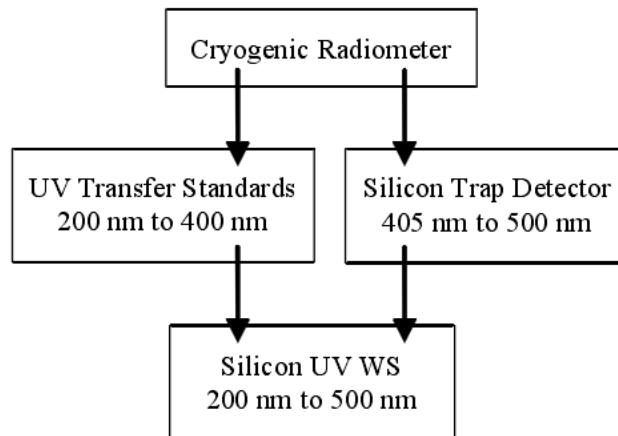 Cryogenic Radiometer
UV Transfer Standards
200 nm to 400 nm
Silicon Trap Detector
405 nm to 500 nm
Silicon UV WS
200 nm to 500 nm